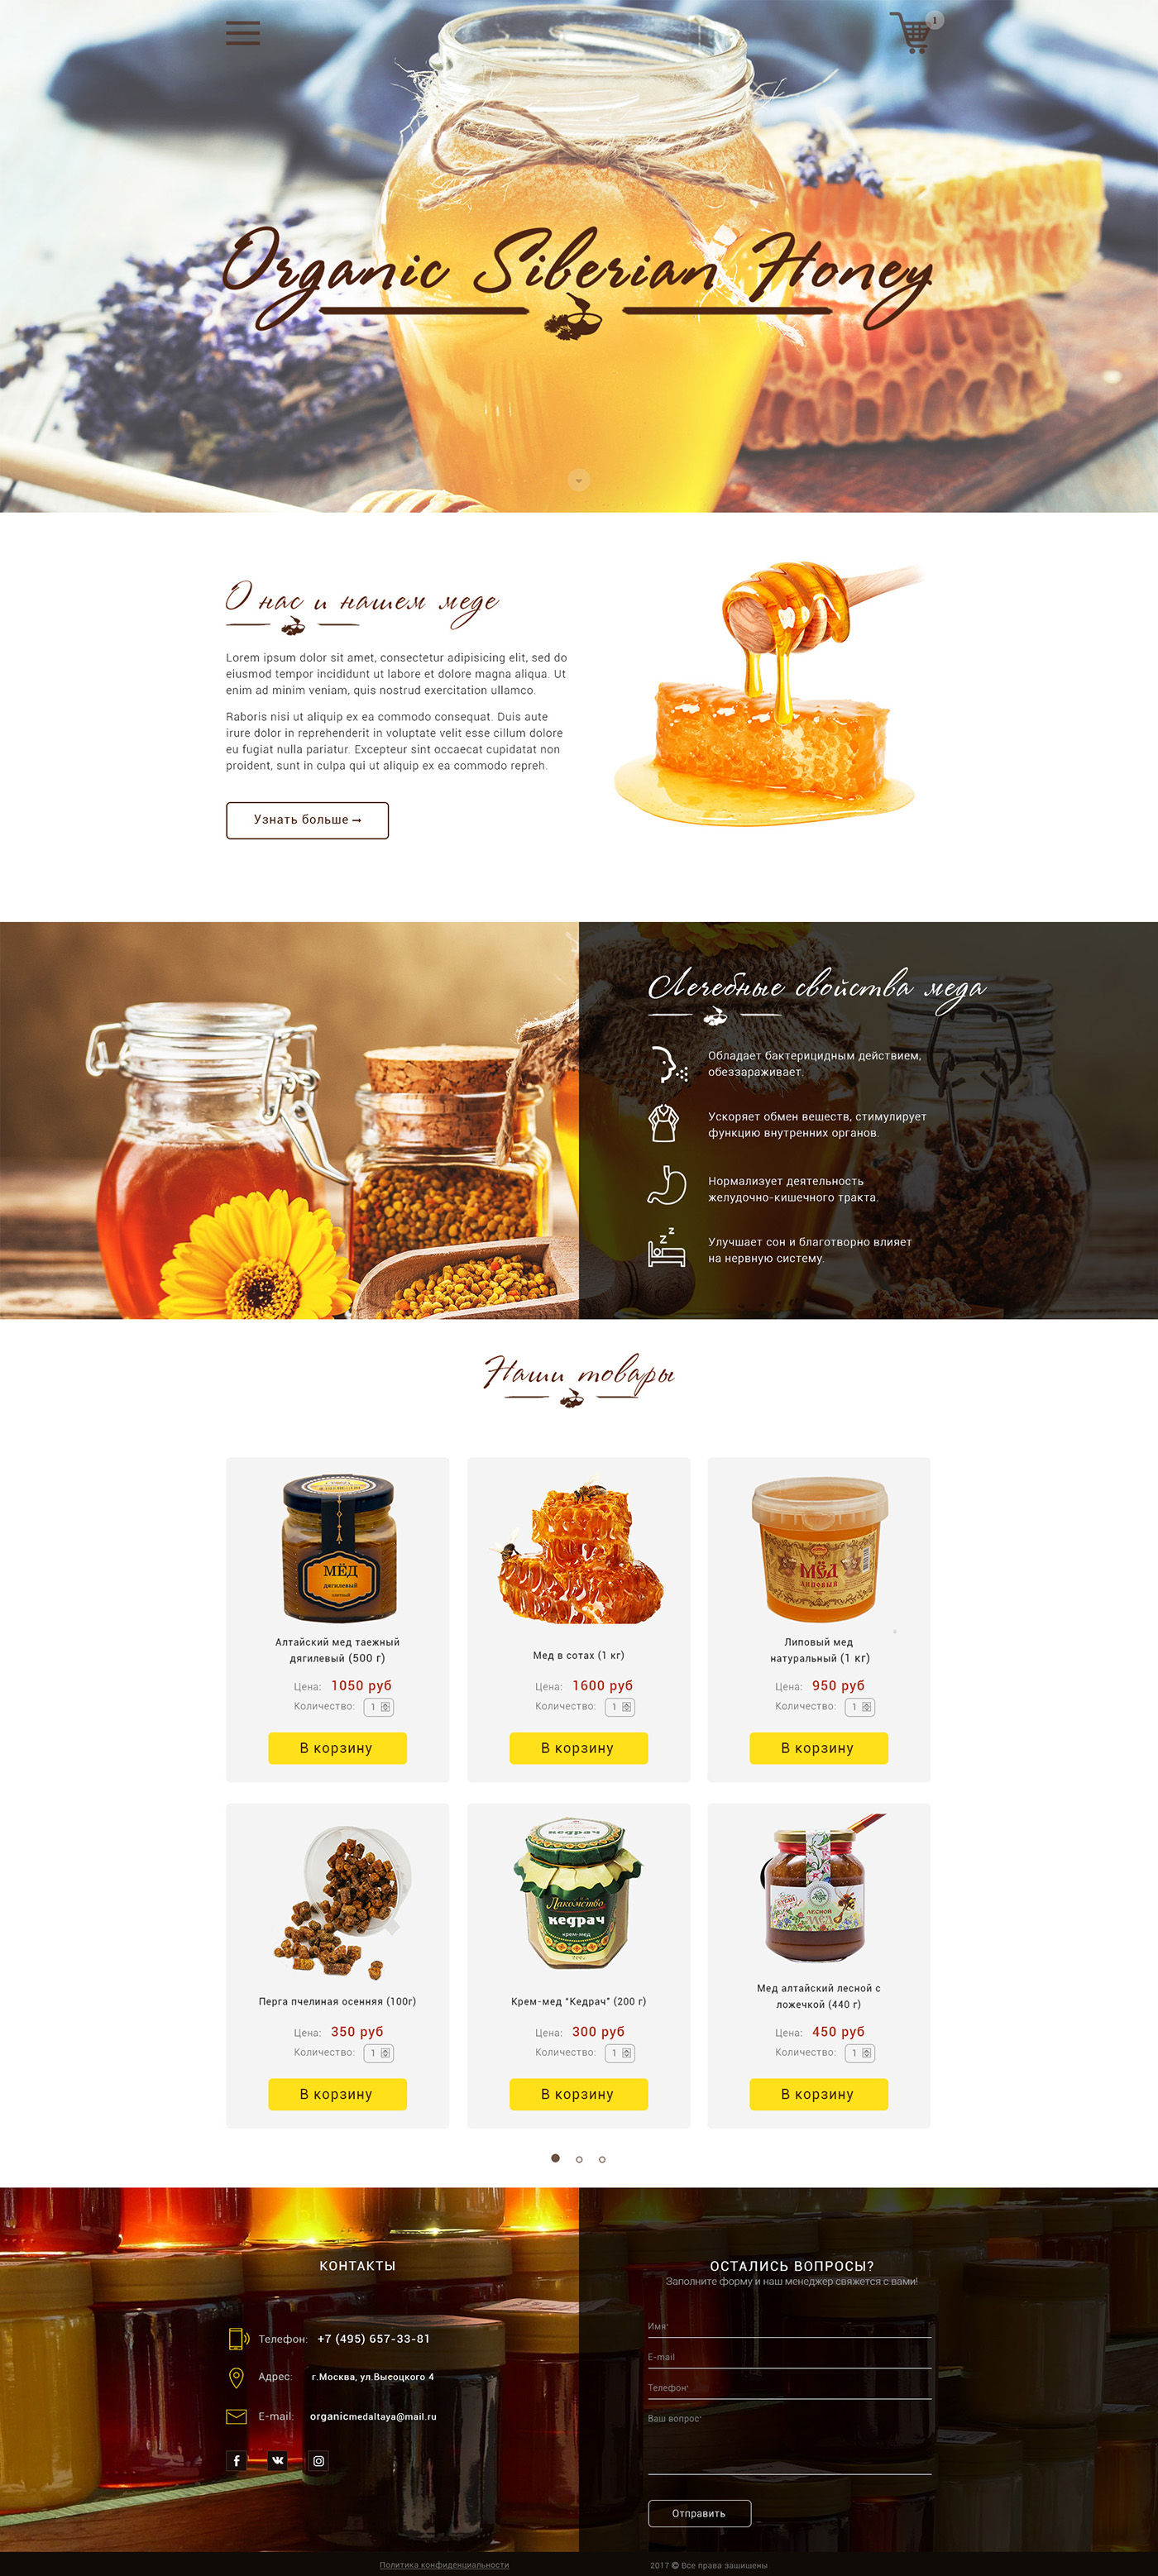 1
Organic Siberian Honey
О нас и нашем меде
Lorem ipsum dolor sit amet, consectetur adipisicing elit, sed do
eiusmod tempor incididunt ut labore et dolore magna aliqua. Ut
enim ad minim veniam, quis nostrud exercitation ullamco.
Raboris nisi ut aliquip ex ea commodo consequat. Duis aute
irure dolor in reprehenderit in voluptate velit esse cillum dolore
eu fugiat nulla pariatur. Excepteur sint occaecat cupidatat non
proident, sunt in culpa qui ut aliquip ex ea commodo repreh.
Узнать больше →
Лечебные свойства меда
Обладает бактерицидным действием,
обеззараживает.
Ускоряет обмен веществ, стимулирует
функцию внутренних органов.
Нормализует деятельность
желудочно-кишечного тракта.
Z Z
Улучшает сон и благотворно влияет
на нервную систему.
Наши товары
МЁД
дягилевый
Алтайский мед таежный
дягилевый (500 г)
Цена: 1050 руб
Количество: 1
В корзину
Мед в сотах (1 кг)
Цена: 1600 руб
Количество: 1
В корзину
МЁД
липовый
Липовый мед
натуральный (1 кг)
Цена: 950 руб
Количество: 1
В корзину
Перга пчелиная осенняя (100г)
Цена: 350 руб
Количество: 1
В корзину
кедрач
Лакомство
кедрач
крем-мед
200г
Крем-мед "Кедрач" (200 г)
Цена: 300 руб
Количество: 1
В корзину
ЛЕСНОЙ
МЁД
Мед алтайский лесной с
ложечкой (440 г)
Цена: 450 руб
Количество: 1
В корзину
КОНТАКТЫ
Телефон: +7 (495) 657-33-81
Адрес: г.Москва, ул.Высоцкого 4
E-mail: organicmedaltaya@mail.ru
ОСТАЛИСЬ ВОПРОСЫ?
Заполните форму и наш менеджер свяжется с вами!
Имя*
E-mail
Телефон*
Ваш вопрос*
Отправить
Политика конфиденциальности
2017 © Все права зашишены